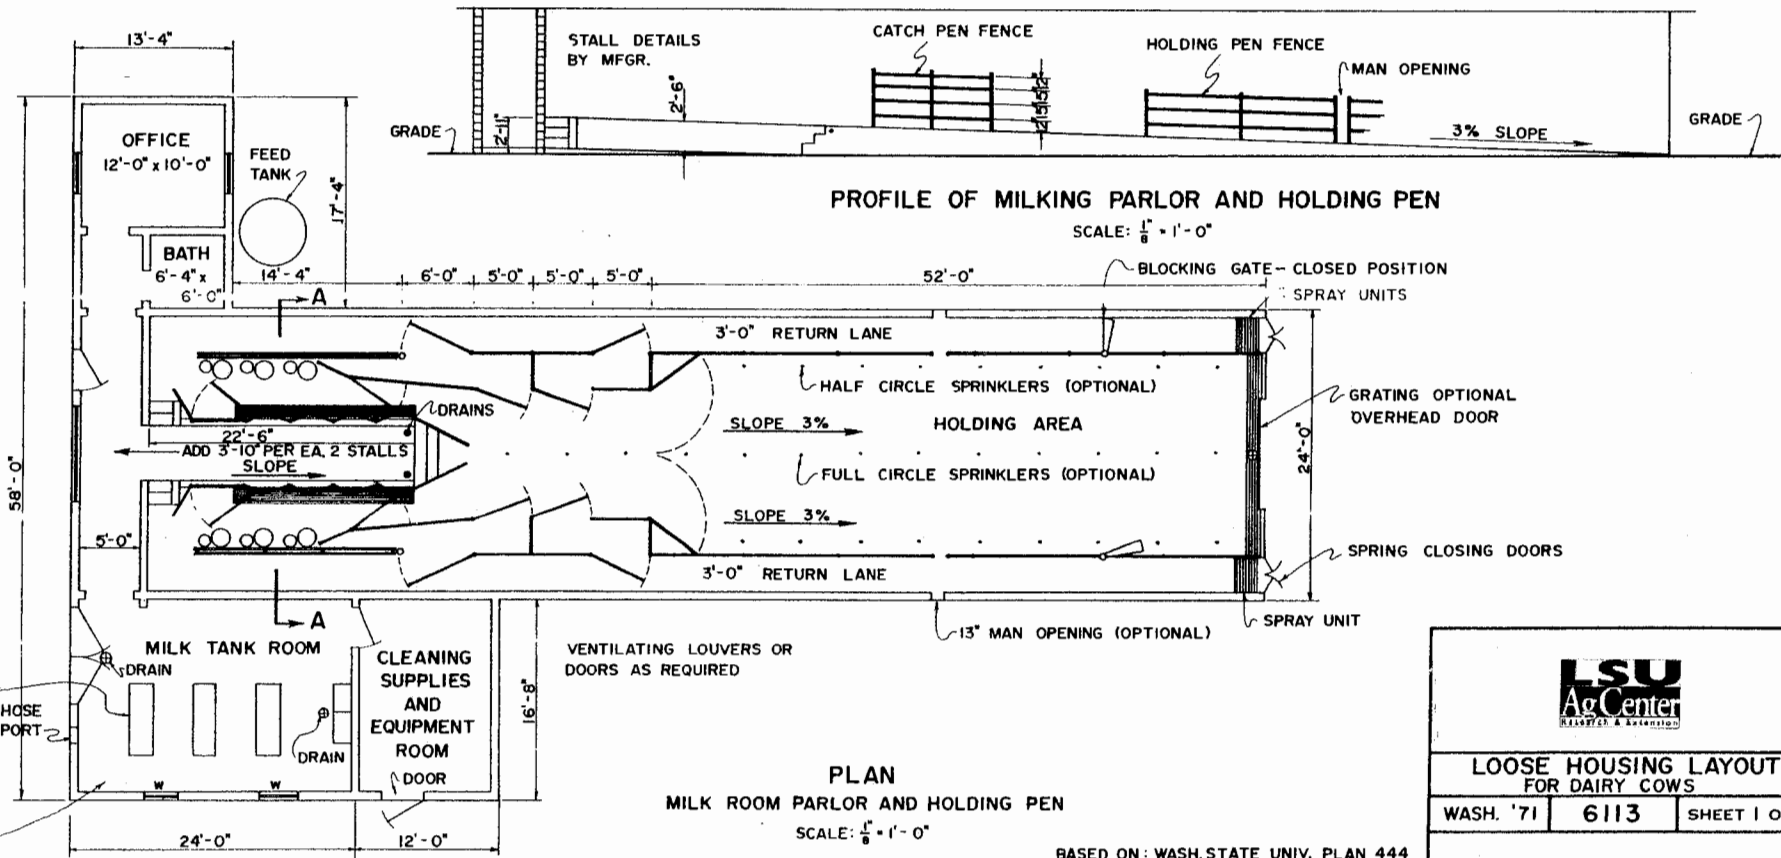 13'-4"
STALL DETAILS
BY MFGR.
CATCH PEN FENCE
HOLDING PEN FENCE
MAN OPENING
2'-6"
2'-11"
12"
15"
15"
12"
GRADE
3% SLOPE
GRADE
PROFILE OF MILKING PARLOR AND HOLDING PEN
SCALE: 1/8" = 1'-0"
OFFICE
12'-0" x 10'-0"
FEED
TANK
17'-4"
BATH
6'-4" x
6'-0"
14'-4"
6'-0"
5'-0"
5'-0"
5'-0"
52'-0"
BLOCKING GATE - CLOSED POSITION
SPRAY UNITS
A
3'-0" RETURN LANE
HALF CIRCLE SPRINKLERS (OPTIONAL)
DRAINS
GRATING OPTIONAL
OVERHEAD DOOR
22'-6"
ADD 3'-10" PER EA. 2 STALLS
SLOPE
SLOPE 3%
HOLDING AREA
24'-0"
58'-0"
FULL CIRCLE SPRINKLERS (OPTIONAL)
SLOPE 3%
5'-0"
SPRING CLOSING DOORS
3'-0" RETURN LANE
A
SPRAY UNIT
13" MAN OPENING (OPTIONAL)
MILK TANK ROOM
DRAIN
CLEANING
SUPPLIES
AND
EQUIPMENT
ROOM
VENTILATING LOUVERS OR
DOORS AS REQUIRED
16'-8"
HOSE
PORT
DRAIN
DOOR
W
W
24'-0"
12'-0"
PLAN
MILK ROOM PARLOR AND HOLDING PEN
SCALE: 1/8" = 1'-0"
BASED ON: WASH. STATE UNIV. PLAN 444
LSU
AgCenter
Research & Extension
LOOSE HOUSING LAYOUT
FOR DAIRY COWS
WASH. '71
6113
SHEET 1 O